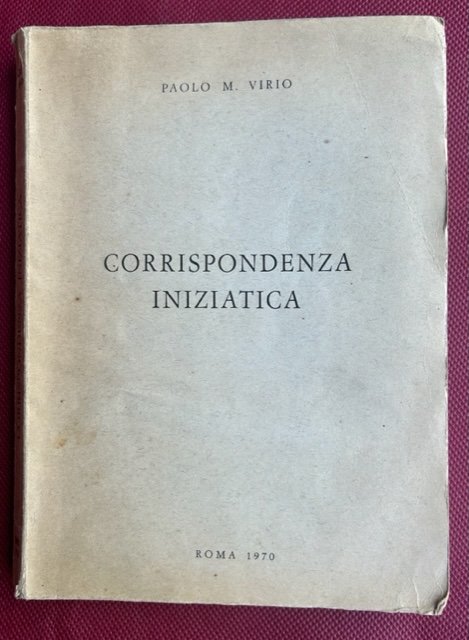 PAOLO M. VIRIO
CORRISPONDENZA
INIZIATICA
ROMA 1970